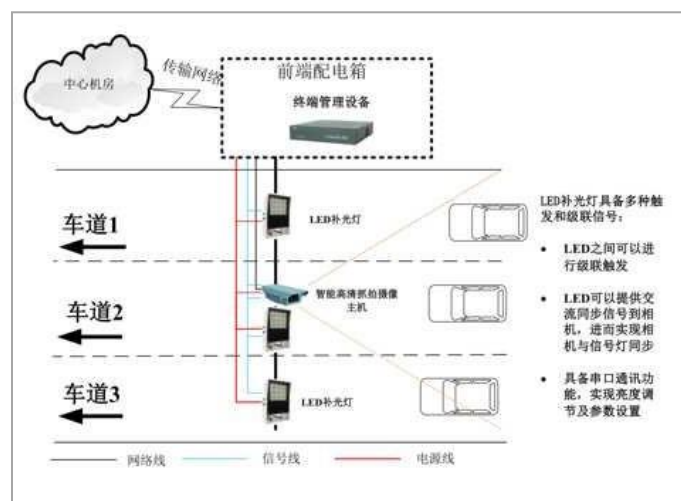 中心机房
传输网络
前端配电箱
终端管理设备
车道1
LED补光灯
车道2
智能高清抓拍摄像
主机
车道3
LED补光灯
LED补光灯具备多种触
发和级联信号：
• LED之间可以进
行级联触发
• LED可以提供交
流同步信号到相
机，进而实现相
机与信号灯同步
• 具备串口通讯功
能，实现亮度调
节及参数设置
网络线
信号线
电源线